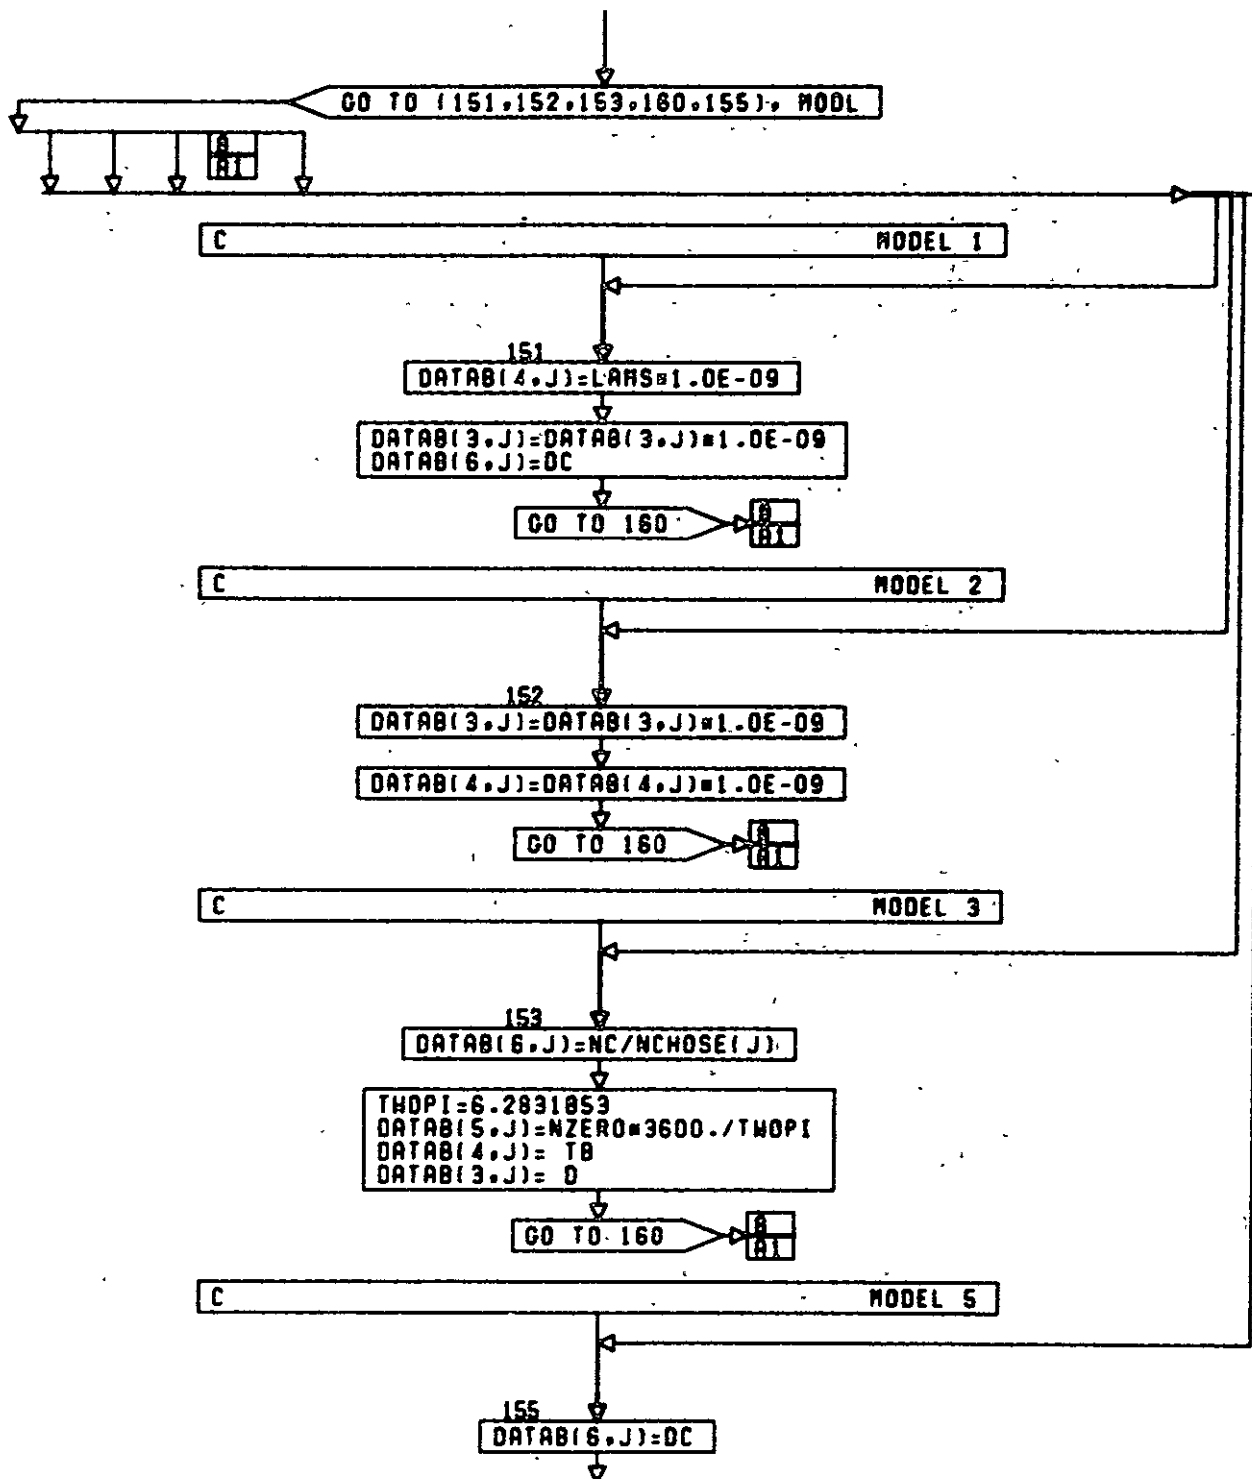 GO TO (151,152,153,160,155), MODL
A1
C MODEL 1
151
DATAB(4,J)=LAMS*1.0E-09
DATAB(3,J)=DATAB(3,J)*1.0E-09
DATAB(6,J)=DC
GO TO 160
A1
C MODEL 2
152
DATAB(3,J)=DATAB(3,J)*1.0E-09
DATAB(4,J)=DATAB(4,J)*1.0E-09
GO TO 160
A1
C MODEL 3
153
DATAB(6,J)=NC/NCHOSE(J)
TWOPI=6.2831853
DATAB(5,J)=NZERO*3600./TWOPI
DATAB(4,J)= TB
DATAB(3,J)= D
GO TO 160
A1
C MODEL 5
155
DATAB(6,J)=DC